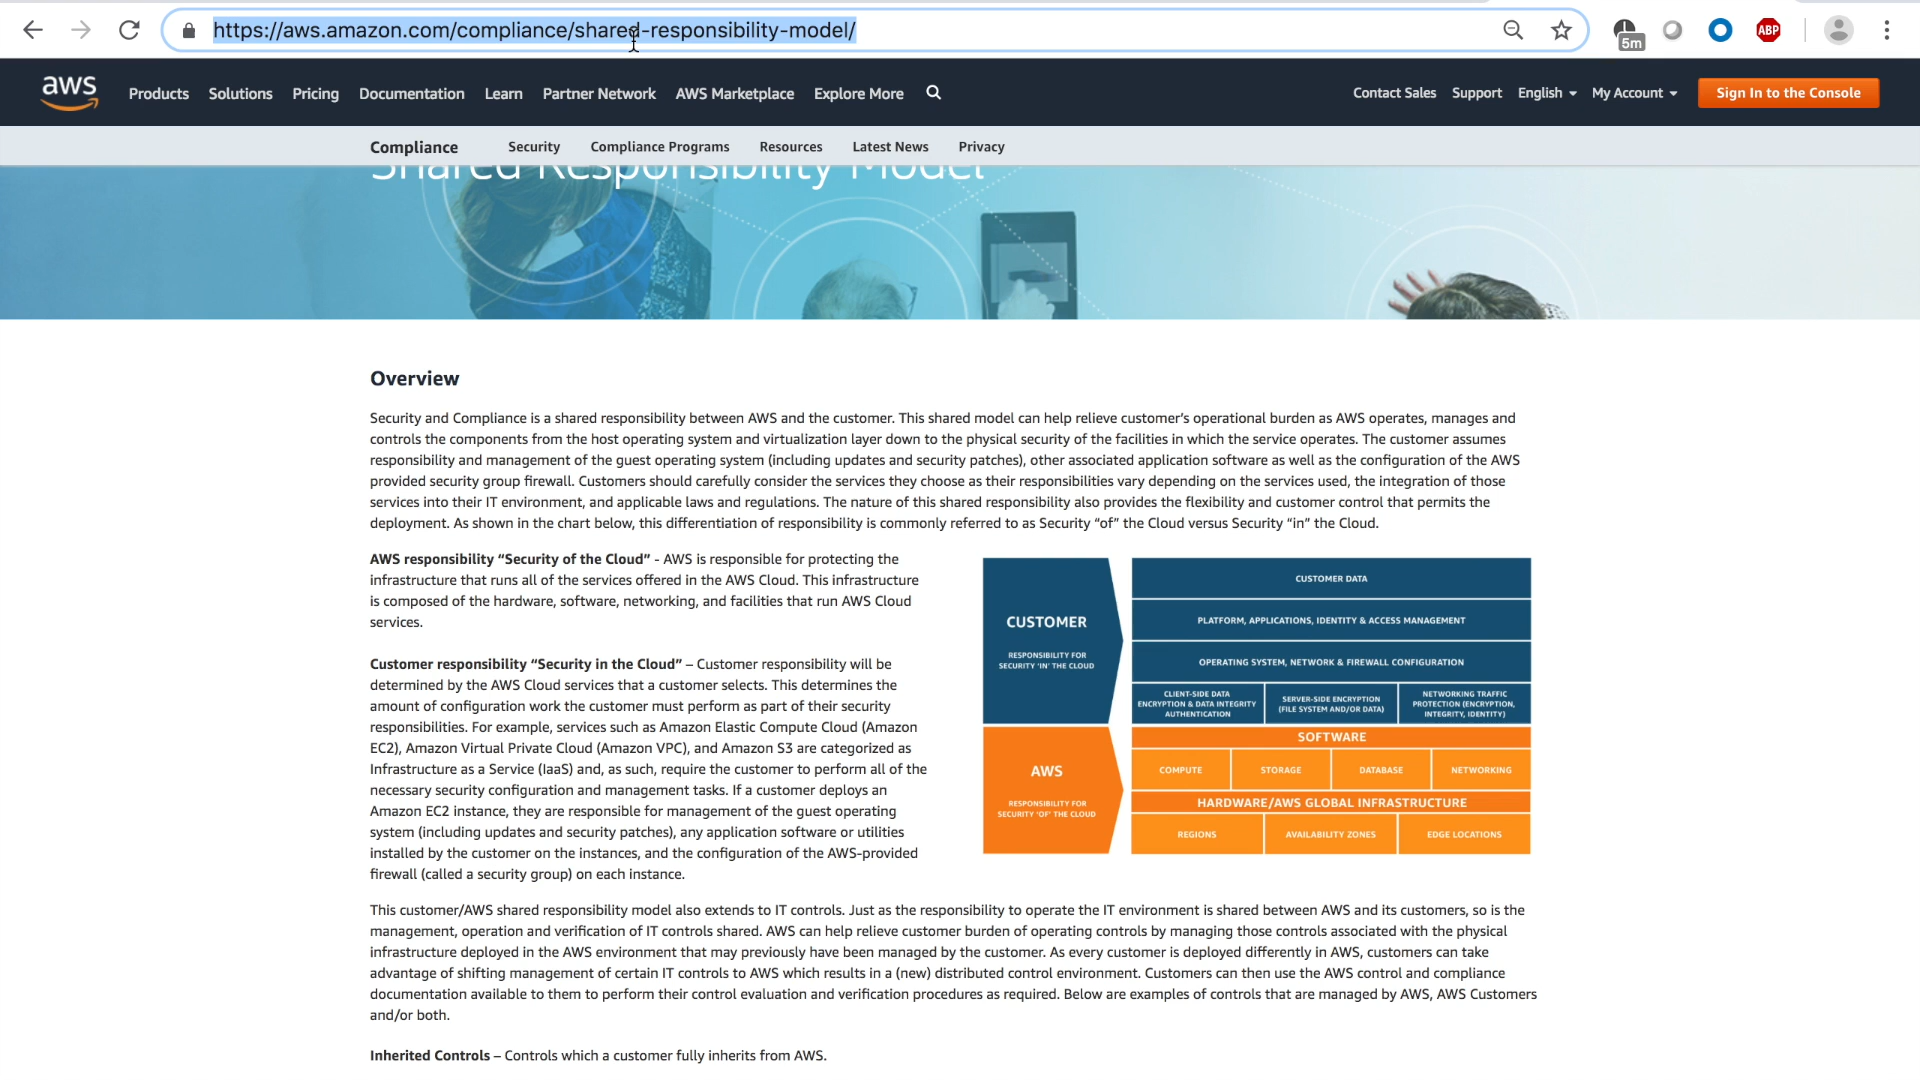 https://aws.amazon.com/compliance/shared-responsibility-model/
5m
ABP
aws
Products Solutions Pricing Documentation Learn Partner Network AWS Marketplace Explore More
Contact Sales Support English My Account Sign In to the Console
Compliance Security Compliance Programs Resources Latest News Privacy
Shared Responsibility Model
Overview
Security and Compliance is a shared responsibility between AWS and the customer. This shared model can help relieve customer’s operational burden as AWS operates, manages and
controls the components from the host operating system and virtualization layer down to the physical security of the facilities in which the service operates. The customer assumes
responsibility and management of the guest operating system (including updates and security patches), other associated application software as well as the configuration of the AWS
provided security group firewall. Customers should carefully consider the services they choose as their responsibilities vary depending on the services used, the integration of those
services into their IT environment, and applicable laws and regulations. The nature of this shared responsibility also provides the flexibility and customer control that permits the
deployment. As shown in the chart below, this differentiation of responsibility is commonly referred to as Security “of” the Cloud versus Security “in” the Cloud.
AWS responsibility “Security of the Cloud” - AWS is responsible for protecting the
infrastructure that runs all of the services offered in the AWS Cloud. This infrastructure
is composed of the hardware, software, networking, and facilities that run AWS Cloud
services.
Customer responsibility “Security in the Cloud” – Customer responsibility will be
determined by the AWS Cloud services that a customer selects. This determines the
amount of configuration work the customer must perform as part of their security
responsibilities. For example, services such as Amazon Elastic Compute Cloud (Amazon
EC2), Amazon Virtual Private Cloud (Amazon VPC), and Amazon S3 are categorized as
Infrastructure as a Service (IaaS) and, as such, require the customer to perform all of the
necessary security configuration and management tasks. If a customer deploys an
Amazon EC2 instance, they are responsible for management of the guest operating
system (including updates and security patches), any application software or utilities
installed by the customer on the instances, and the configuration of the AWS-provided
firewall (called a security group) on each instance.
CUSTOMER
RESPONSIBILITY FOR
SECURITY ‘IN’ THE CLOUD
CUSTOMER DATA
PLATFORM, APPLICATIONS, IDENTITY & ACCESS MANAGEMENT
OPERATING SYSTEM, NETWORK & FIREWALL CONFIGURATION
CLIENT-SIDE DATA
ENCRYPTION & DATA INTEGRITY
AUTHENTICATION
SERVER-SIDE ENCRYPTION
(FILE SYSTEM AND/OR DATA)
NETWORKING TRAFFIC
PROTECTION (ENCRYPTION,
INTEGRITY, IDENTITY)
AWS
RESPONSIBILITY FOR
SECURITY ‘OF’ THE CLOUD
SOFTWARE
COMPUTE STORAGE DATABASE NETWORKING
HARDWARE/AWS GLOBAL INFRASTRUCTURE
REGIONS AVAILABILITY ZONES EDGE LOCATIONS
This customer/AWS shared responsibility model also extends to IT controls. Just as the responsibility to operate the IT environment is shared between AWS and its customers, so is the
management, operation and verification of IT controls shared. AWS can help relieve customer burden of operating controls by managing those controls associated with the physical
infrastructure deployed in the AWS environment that may previously have been managed by the customer. As every customer is deployed differently in AWS, customers can take
advantage of shifting management of certain IT controls to AWS which results in a (new) distributed control environment. Customers can then use the AWS control and compliance
documentation available to them to perform their control evaluation and verification procedures as required. Below are examples of controls that are managed by AWS, AWS Customers
and/or both.
Inherited Controls – Controls which a customer fully inherits from AWS.